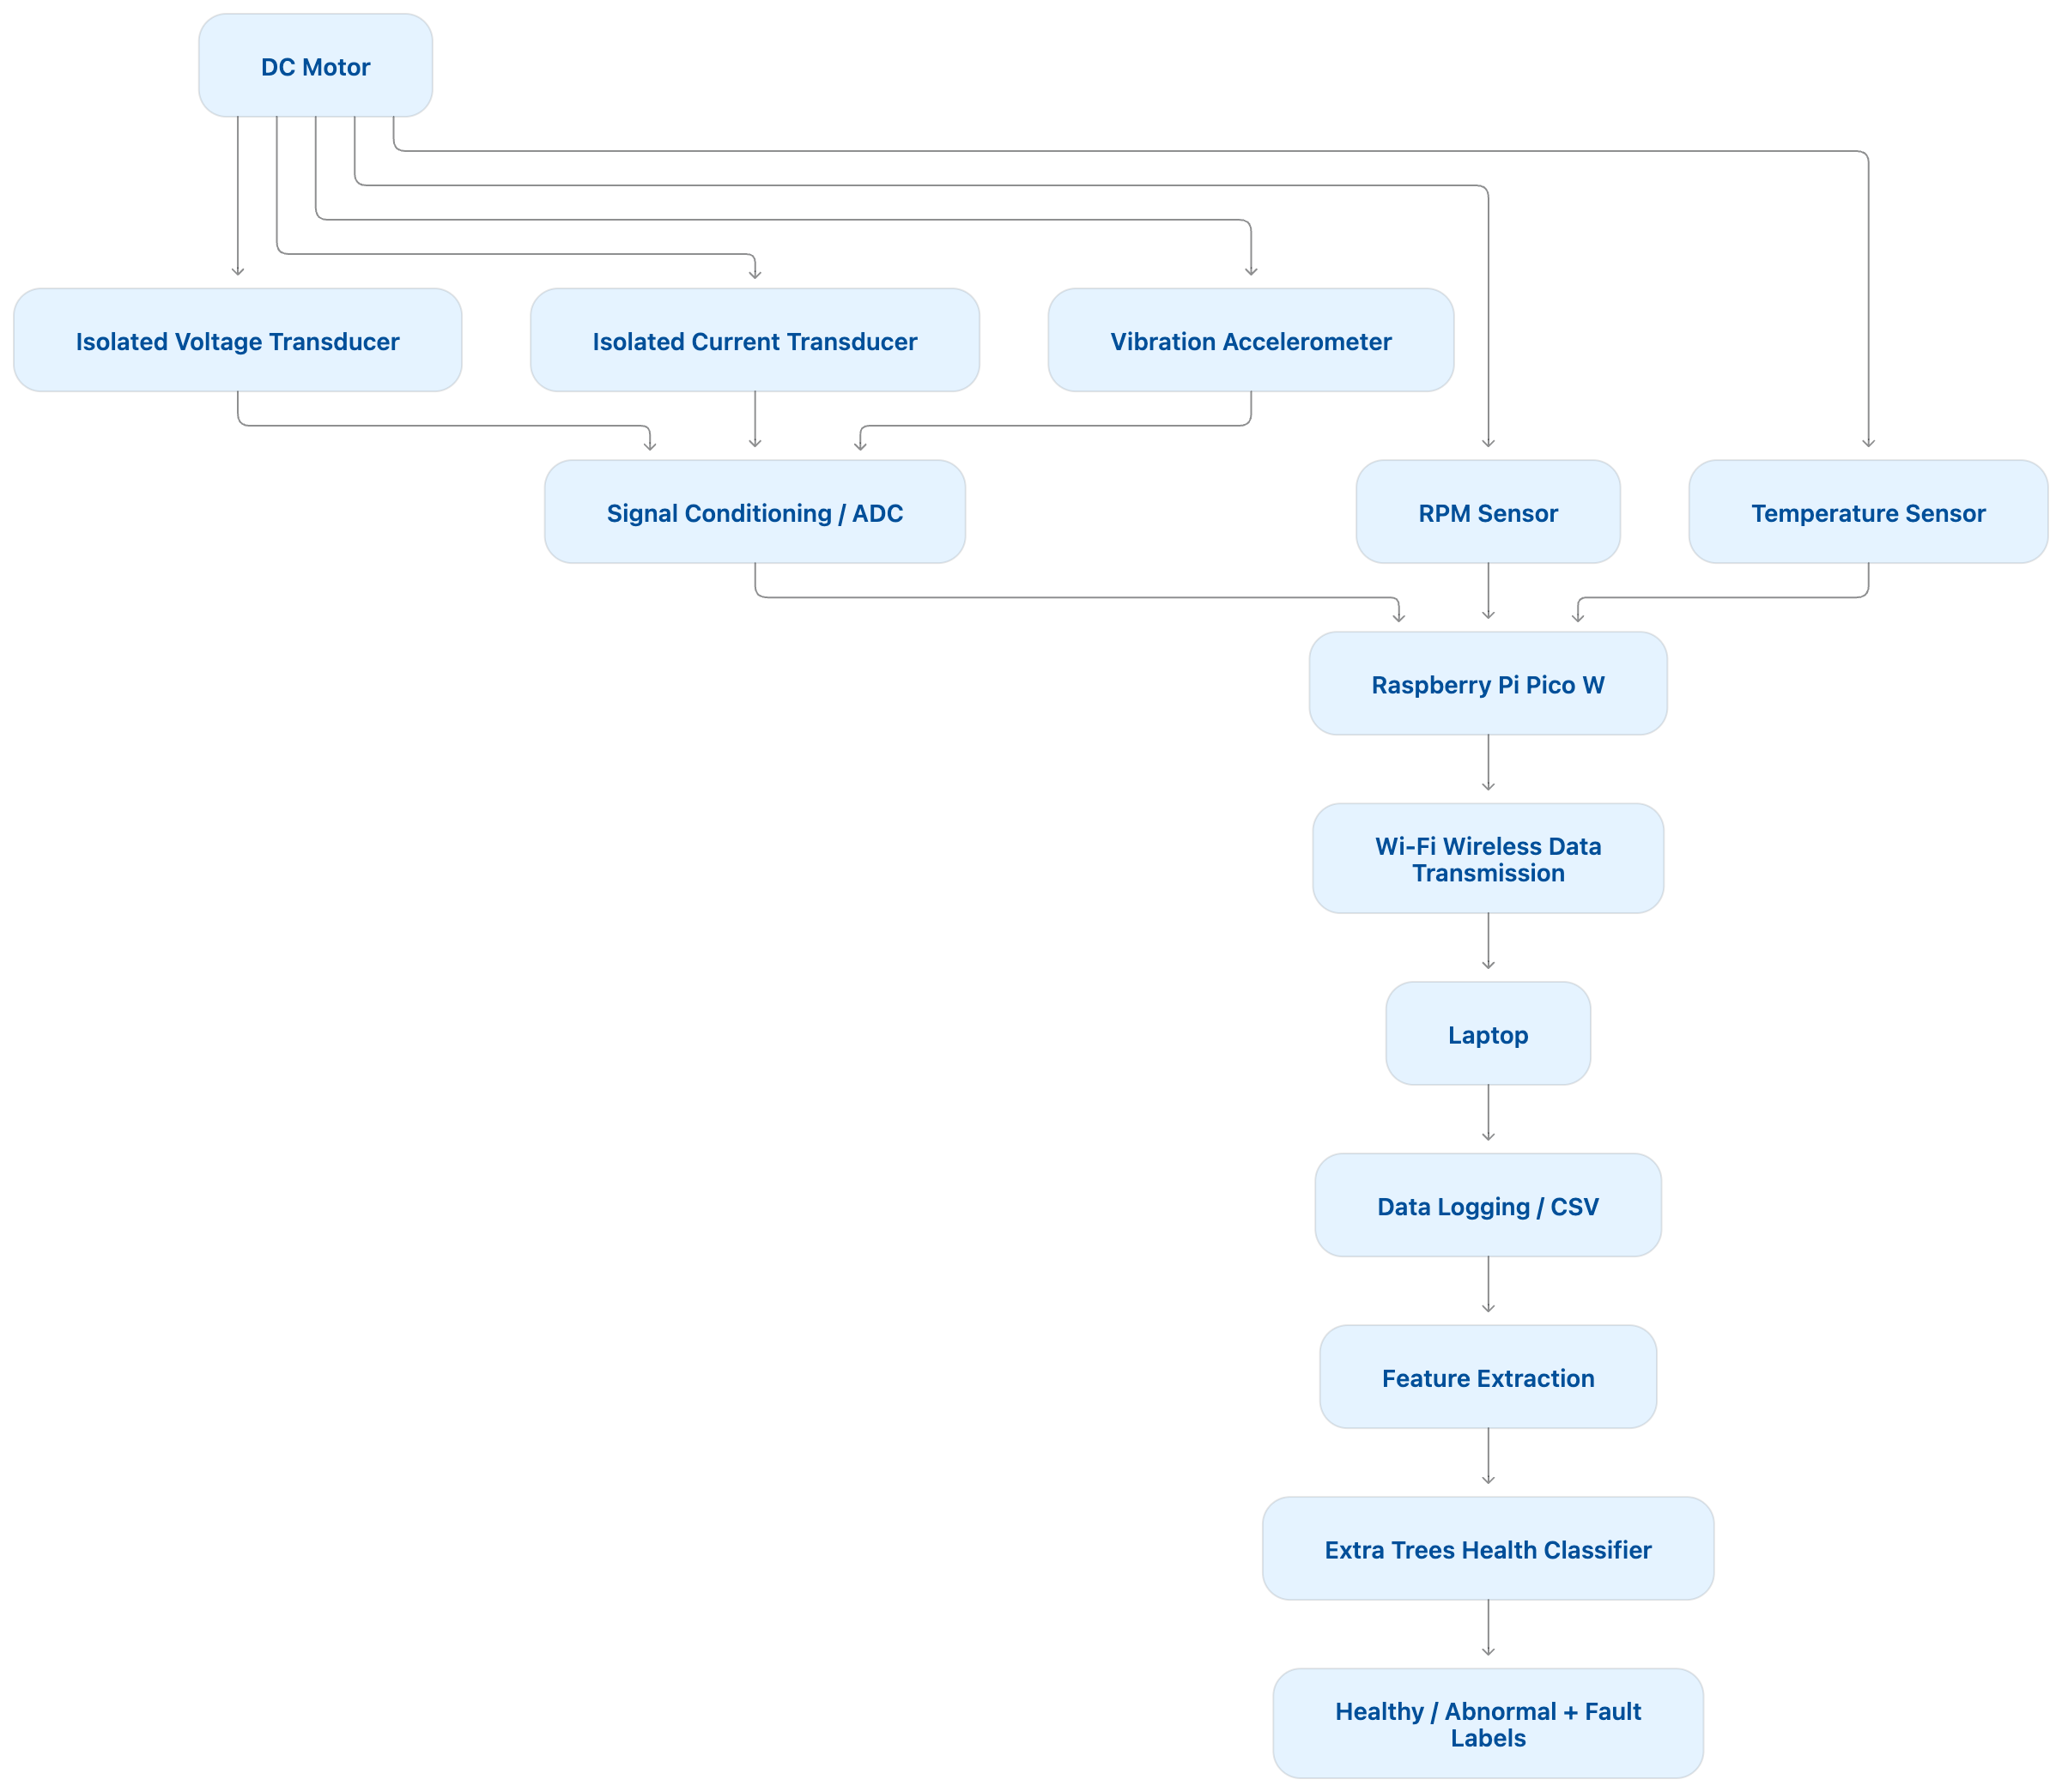 DC Motor
Isolated Voltage Transducer
Isolated Current Transducer
Vibration Accelerometer
Signal Conditioning / ADC
RPM Sensor
Temperature Sensor
Raspberry Pi Pico W
Wi-Fi Wireless Data
Transmission
Laptop
Data Logging / CSV
Feature Extraction
Extra Trees Health Classifier
Healthy / Abnormal + Fault
Labels